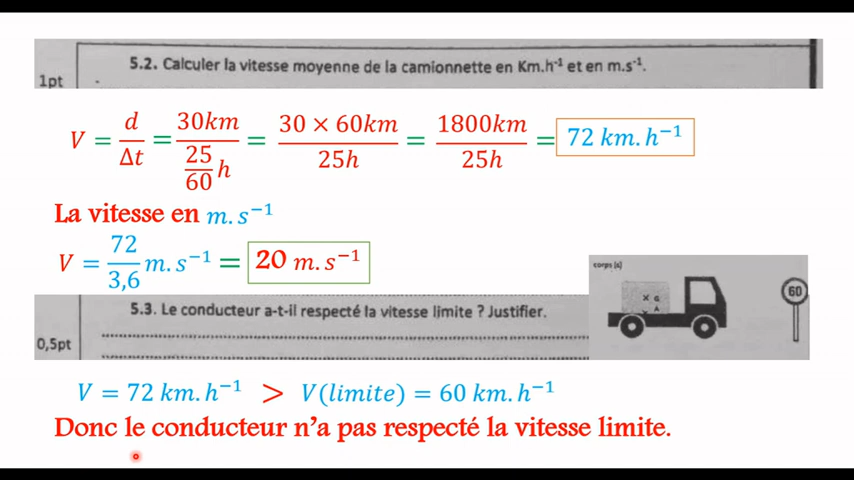 5.2. Calculer la vitesse moyenne de la camionnette en Km.h⁻¹ et en m.s⁻¹.
1pt
V = d/Δt = 30km/(25/60 h) = 30 × 60km/25h = 1800km/25h = 72 km.h⁻¹
La vitesse en m.s⁻¹
V = 72/3,6 m.s⁻¹ = 20 m.s⁻¹
corps (s)
60
G
A
5.3. Le conducteur a-t-il respecté la vitesse limite ? Justifier.
0,5pt
V = 72 km.h⁻¹ > V(limite) = 60 km.h⁻¹
Donc le conducteur n'a pas respecté la vitesse limite.